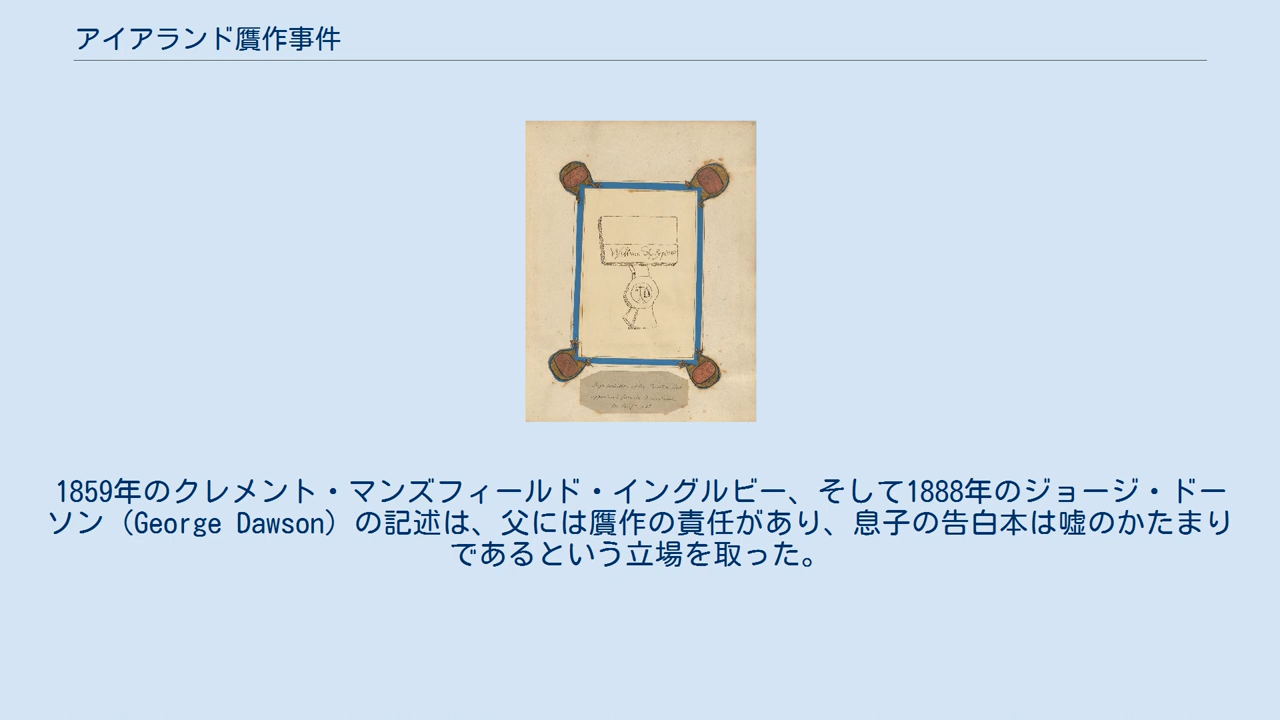 アイアランド贋作事件
1859年のクレメント・マンズフィールド・イングルビー、そして1888年のジョージ・ドー
ソン（George Dawson）の記述は、父には贋作の責任があり、息子の告白本は嘘のかたまり
であるという立場を取った。